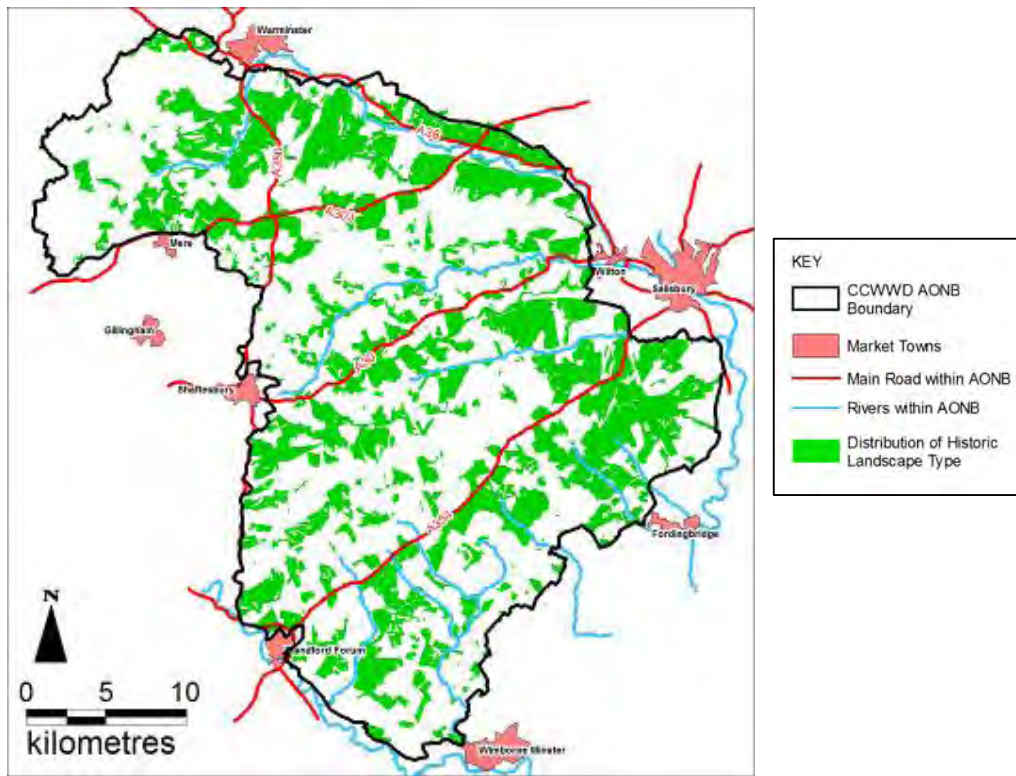 Warminster
A36
A350
A303
Mere
Wilton
Salisbury
Gillingham
A30
Shaftesbury
A354
Fordingbridge
N
Blandford Forum
0 5 10
kilometres
Wimborne Minster
KEY
CCWWD AONB
Boundary
Market Towns
Main Road within AONB
Rivers within AONB
Distribution of Historic
Landscape Type